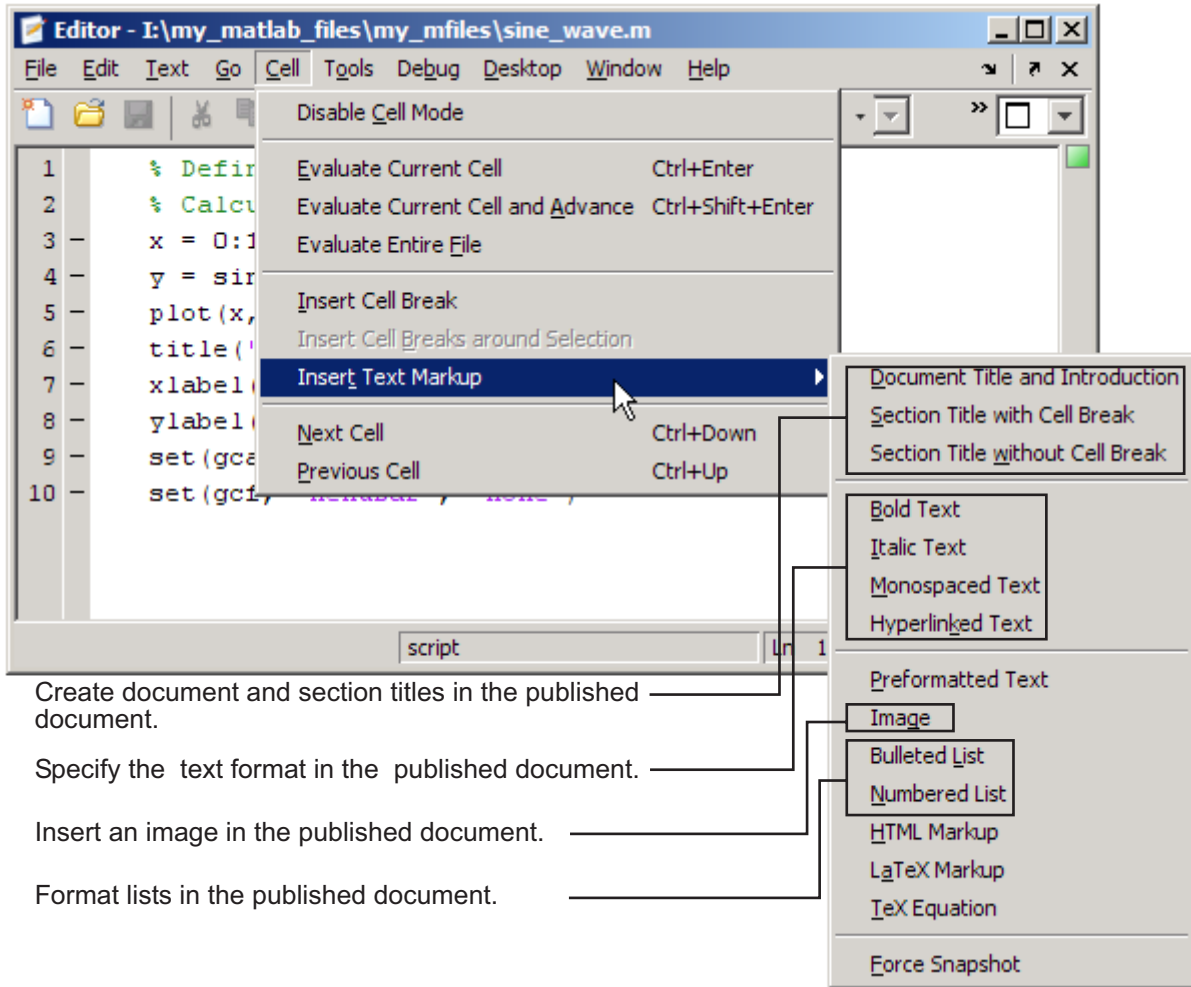 Editor - I:\my_matlab_files\my_mfiles\sine_wave.m
File Edit Text Go Cell Tools Debug Desktop Window Help
Disable Cell Mode
Evaluate Current Cell Ctrl+Enter
Evaluate Current Cell and Advance Ctrl+Shift+Enter
Evaluate Entire File
Insert Cell Break
Insert Cell Breaks around Selection
Insert Text Markup
Next Cell Ctrl+Down
Previous Cell Ctrl+Up
1 % Defin
2 % Calcu
3 - x = 0:1
4 - y = sin
5 - plot(x,
6 - title('
7 - xlabel(
8 - ylabel(
9 - set(gca
10 - set(gcf,
script Ln 1
Document Title and Introduction
Section Title with Cell Break
Section Title without Cell Break
Bold Text
Italic Text
Monospaced Text
Hyperlinked Text
Preformatted Text
Image
Bulleted List
Numbered List
HTML Markup
LaTeX Markup
TeX Equation
Force Snapshot
Create document and section titles in the published
document.
Specify the text format in the published document.
Insert an image in the published document.
Format lists in the published document.